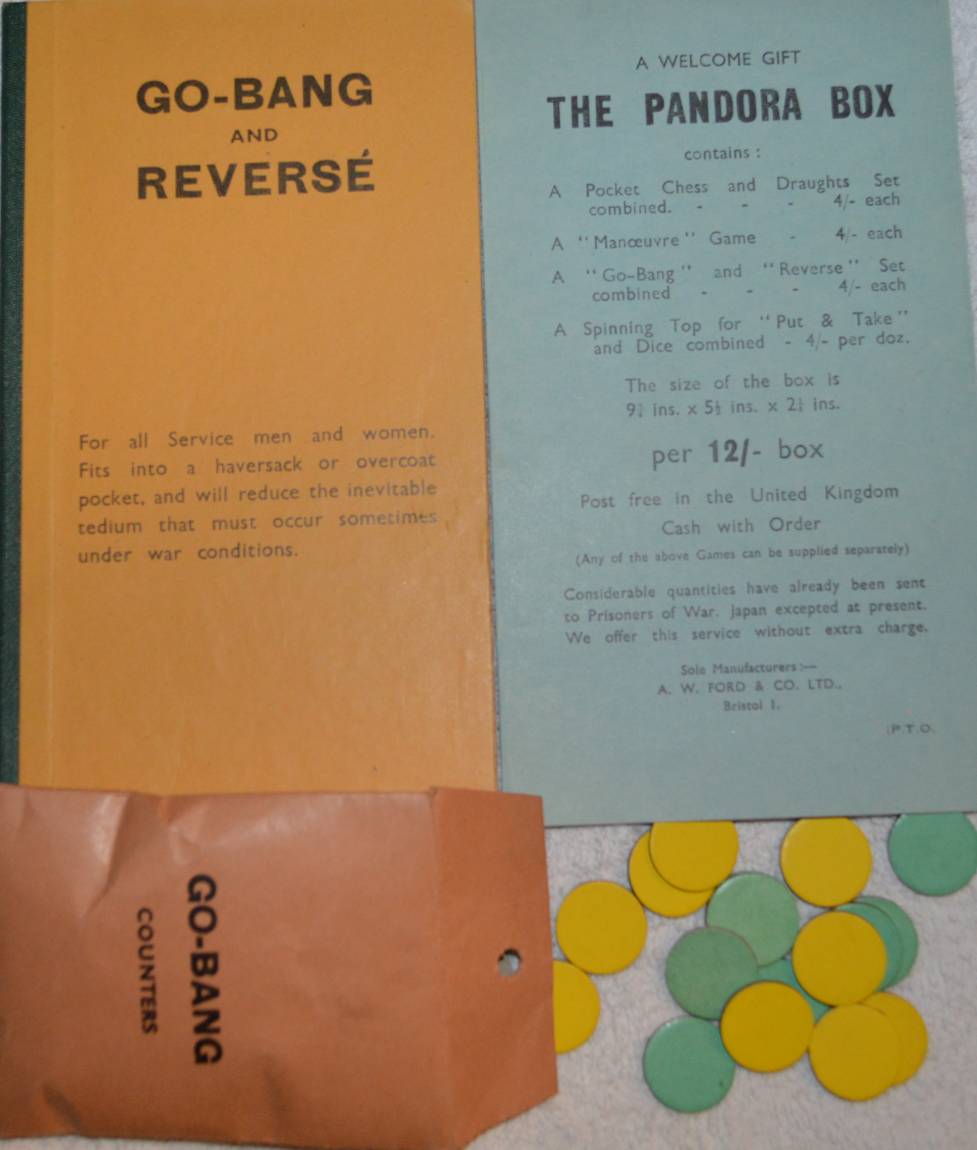 GO-BANG
AND
REVERSÉ
For all Service men and women.
Fits into a haversack or overcoat
pocket, and will reduce the inevitable
tedium that must occur sometimes
under war conditions.
A WELCOME GIFT
THE PANDORA BOX
contains :
A Pocket Chess and Draughts Set
combined. - - - 4/- each
A "Manœuvre" Game - 4/- each
A "Go-Bang" and "Reverse" Set
combined - - - 4/- each
A Spinning Top for "Put & Take"
and Dice combined - 4/- per doz.
The size of the box is
ins. x ins. x ins.
per 12/- box
Post free in the United Kingdom
Cash with Order
(Any of the above Games can be supplied separately)
Considerable quantities have already been sent
to Prisoners of War. Japan excepted at present.
We offer this service without extra charge.
Sole Manufacturers :—
A. W. FORD & CO. LTD.,
Bristol 1.
(P.T.O.
GO-BANG
COUNTERS